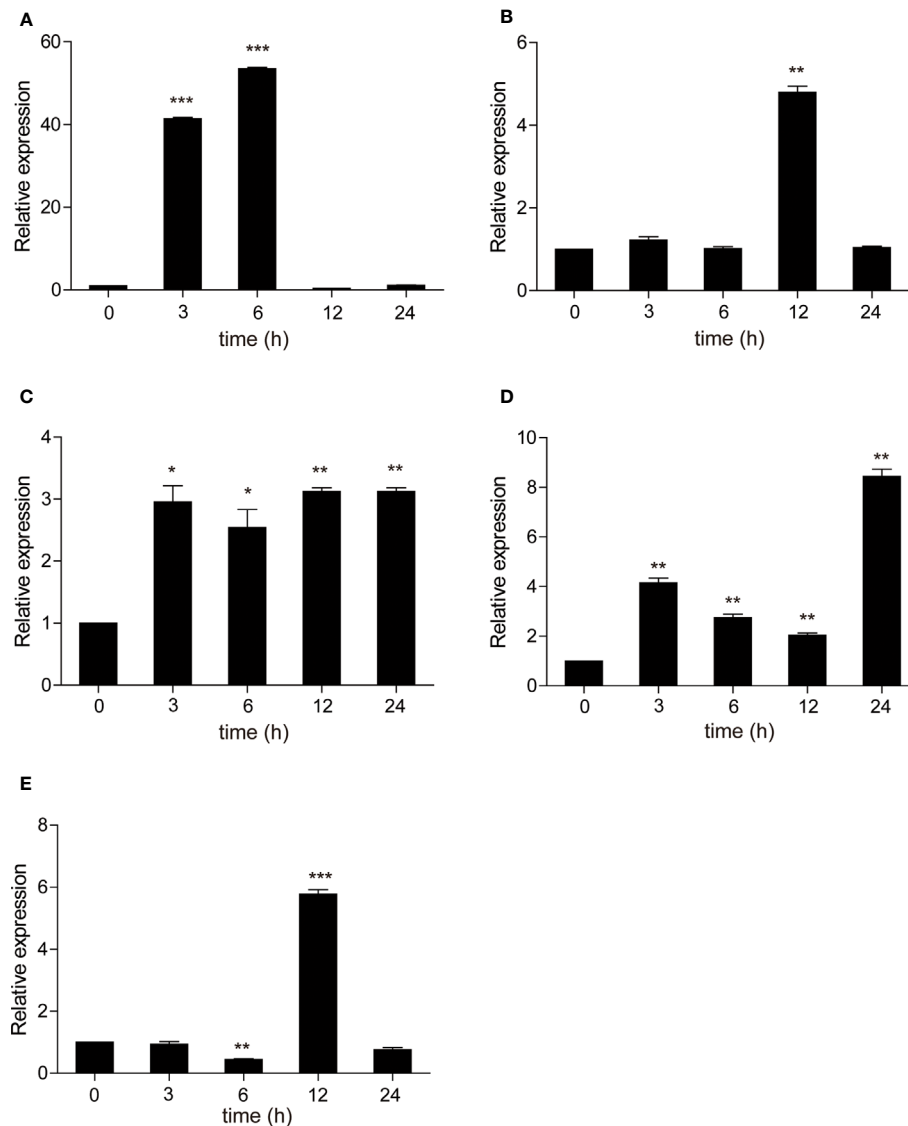 A
Relative expression
60
40
20
0
***
***
0 3 6 12 24
time (h)
B
Relative expression
6
4
2
0
**
0 3 6 12 24
time (h)
C
Relative expression
4
3
2
1
0
* * ** **
0 3 6 12 24
time (h)
D
Relative expression
10
8
6
4
2
0
** ** ** **
0 3 6 12 24
time (h)
E
Relative expression
8
6
4
2
0
** ***
0 3 6 12 24
time (h)